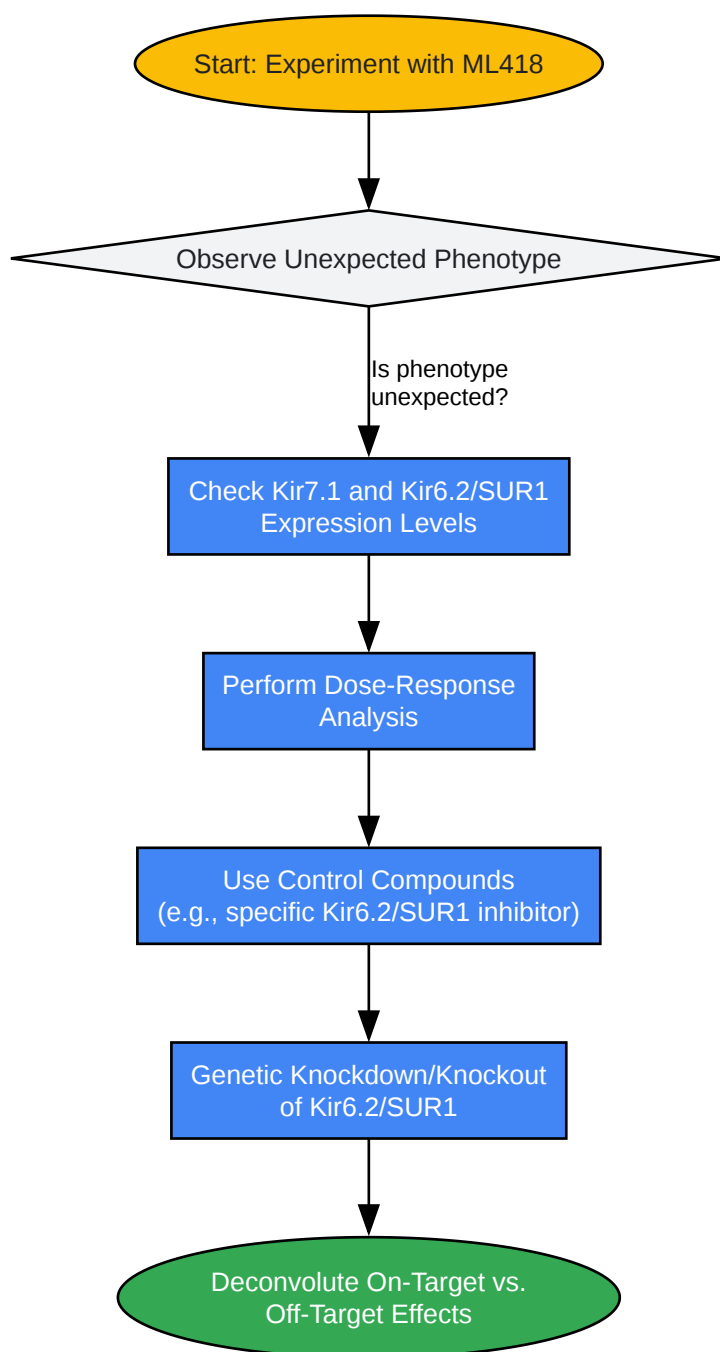 Start: Experiment with ML418
Observe Unexpected Phenotype
Is phenotype
unexpected?
Check Kir7.1 and Kir6.2/SUR1
Expression Levels
Perform Dose-Response
Analysis
Use Control Compounds
(e.g., specific Kir6.2/SUR1 inhibitor)
Genetic Knockdown/Knockout
of Kir6.2/SUR1
Deconvolute On-Target vs.
Off-Target Effects